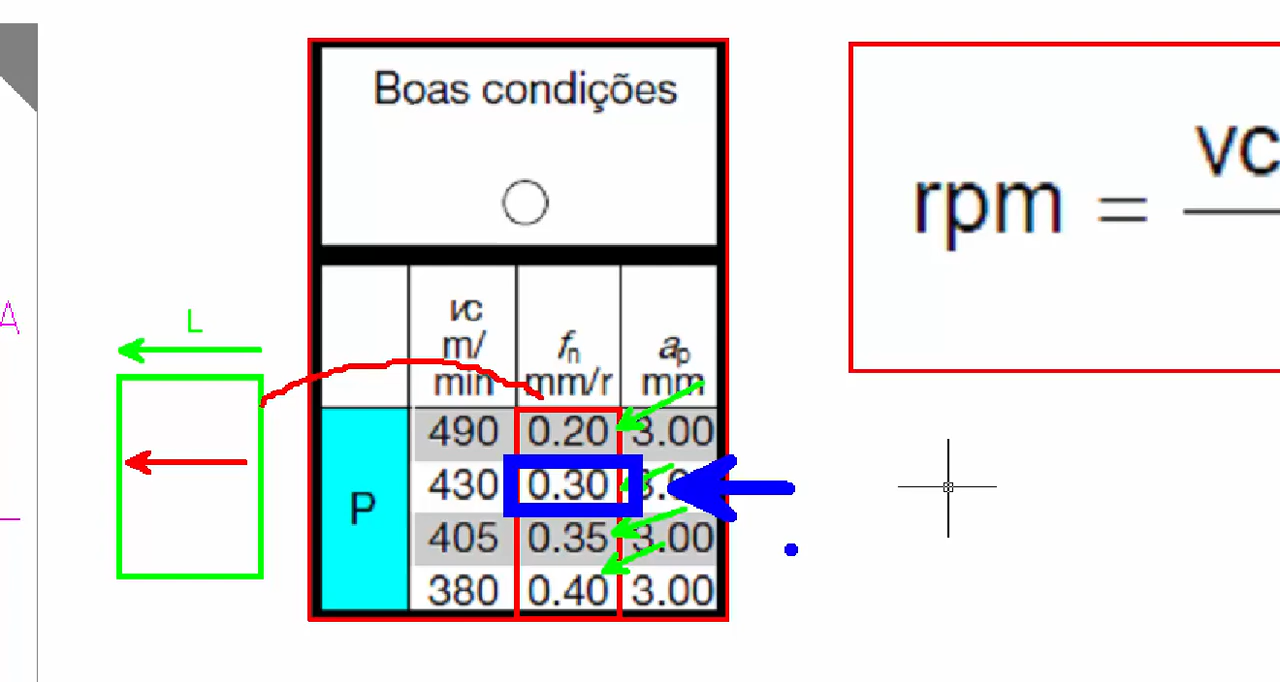 Boas condições
vc m/min fn mm/r ap mm
P
490 0.20 3.00
430 0.30 3.
405 0.35 3.00
380 0.40 3.00
L
A
rpm = vc